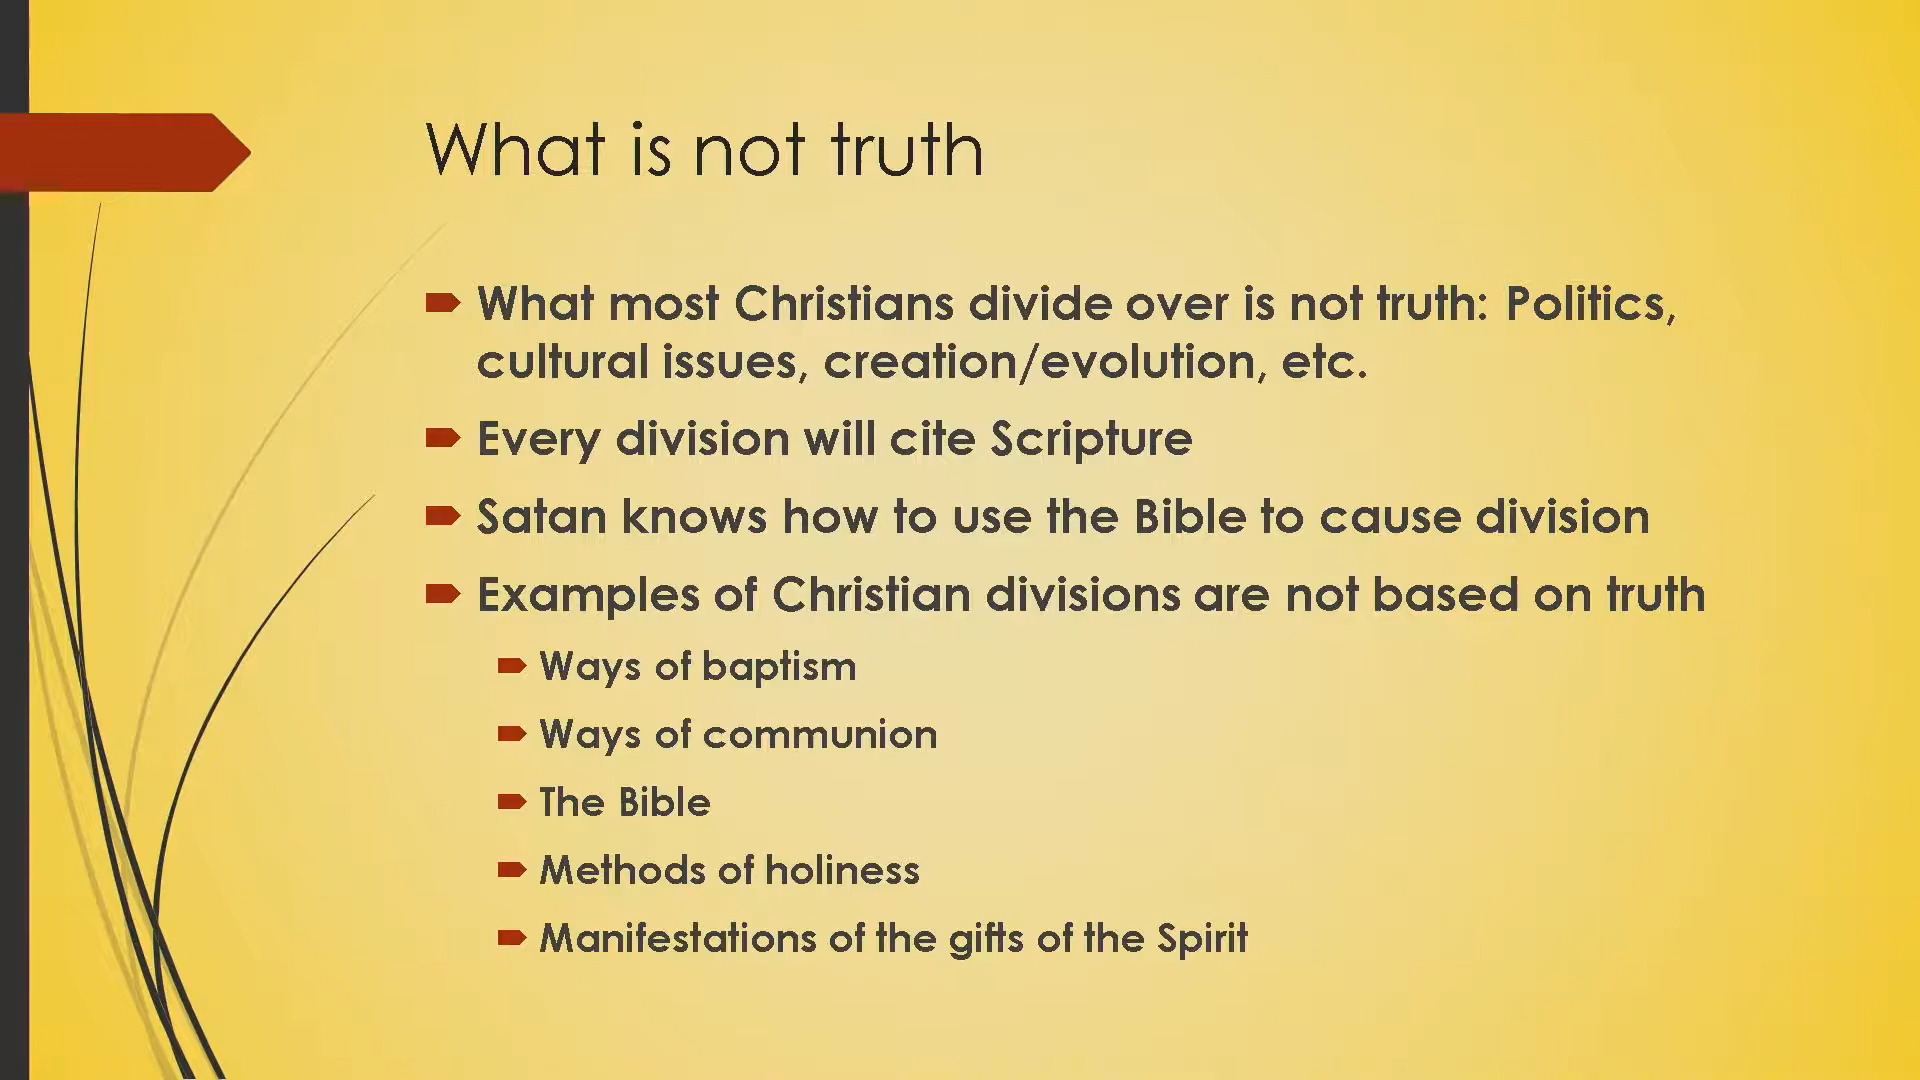 What is not truth
What most Christians divide over is not truth: Politics,
cultural issues, creation/evolution, etc.
Every division will cite Scripture
Satan knows how to use the Bible to cause division
Examples of Christian divisions are not based on truth
Ways of baptism
Ways of communion
The Bible
Methods of holiness
Manifestations of the gifts of the Spirit